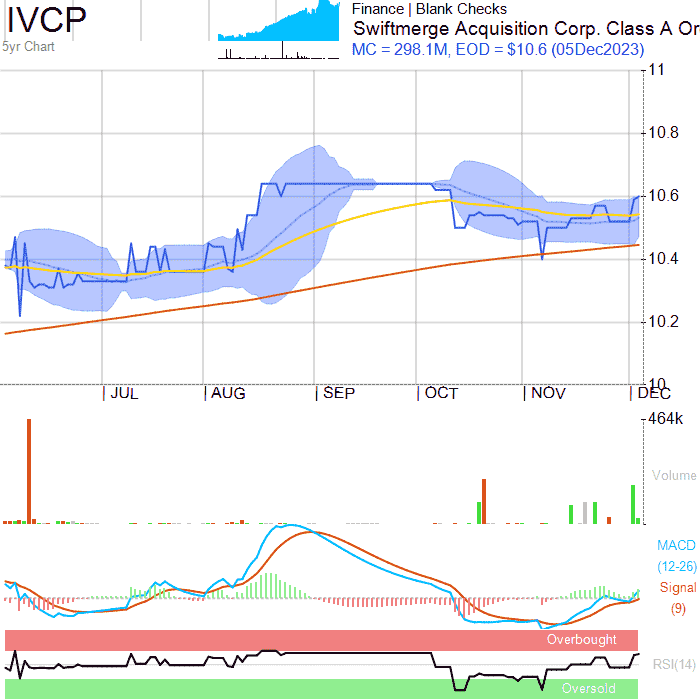 IVCP
5yr Chart
Finance | Blank Checks
Swiftmerge Acquisition Corp. Class A Or
MC = 298.1M, EOD = $10.6 (05Dec2023)
11
10.8
10.6
10.4
10.2
10
JUL
AUG
SEP
OCT
NOV
DEC
464k
Volume
MACD
(12-26)
Signal
(9)
Overbought
RSI(14)
Oversold